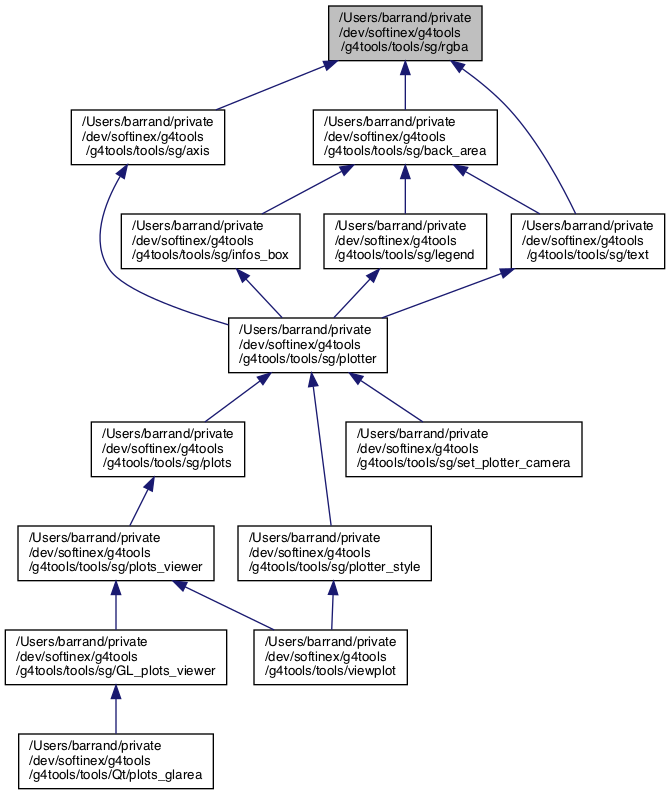 /Users/barrand/private
/dev/softinex/g4tools
/g4tools/tools/sg/rgba
/Users/barrand/private
/dev/softinex/g4tools
/g4tools/tools/sg/axis
/Users/barrand/private
/dev/softinex/g4tools
/g4tools/tools/sg/back_area
/Users/barrand/private
/dev/softinex/g4tools
/g4tools/tools/sg/infos_box
/Users/barrand/private
/dev/softinex/g4tools
/g4tools/tools/sg/legend
/Users/barrand/private
/dev/softinex/g4tools
/g4tools/tools/sg/text
/Users/barrand/private
/dev/softinex/g4tools
/g4tools/tools/sg/plotter
/Users/barrand/private
/dev/softinex/g4tools
/g4tools/tools/sg/plots
/Users/barrand/private
/dev/softinex/g4tools
/g4tools/tools/sg/set_plotter_camera
/Users/barrand/private
/dev/softinex/g4tools
/g4tools/tools/sg/plots_viewer
/Users/barrand/private
/dev/softinex/g4tools
/g4tools/tools/sg/plotter_style
/Users/barrand/private
/dev/softinex/g4tools
/g4tools/tools/sg/GL_plots_viewer
/Users/barrand/private
/dev/softinex/g4tools
/g4tools/tools/viewplot
/Users/barrand/private
/dev/softinex/g4tools
/g4tools/tools/Qt/plots_glarea